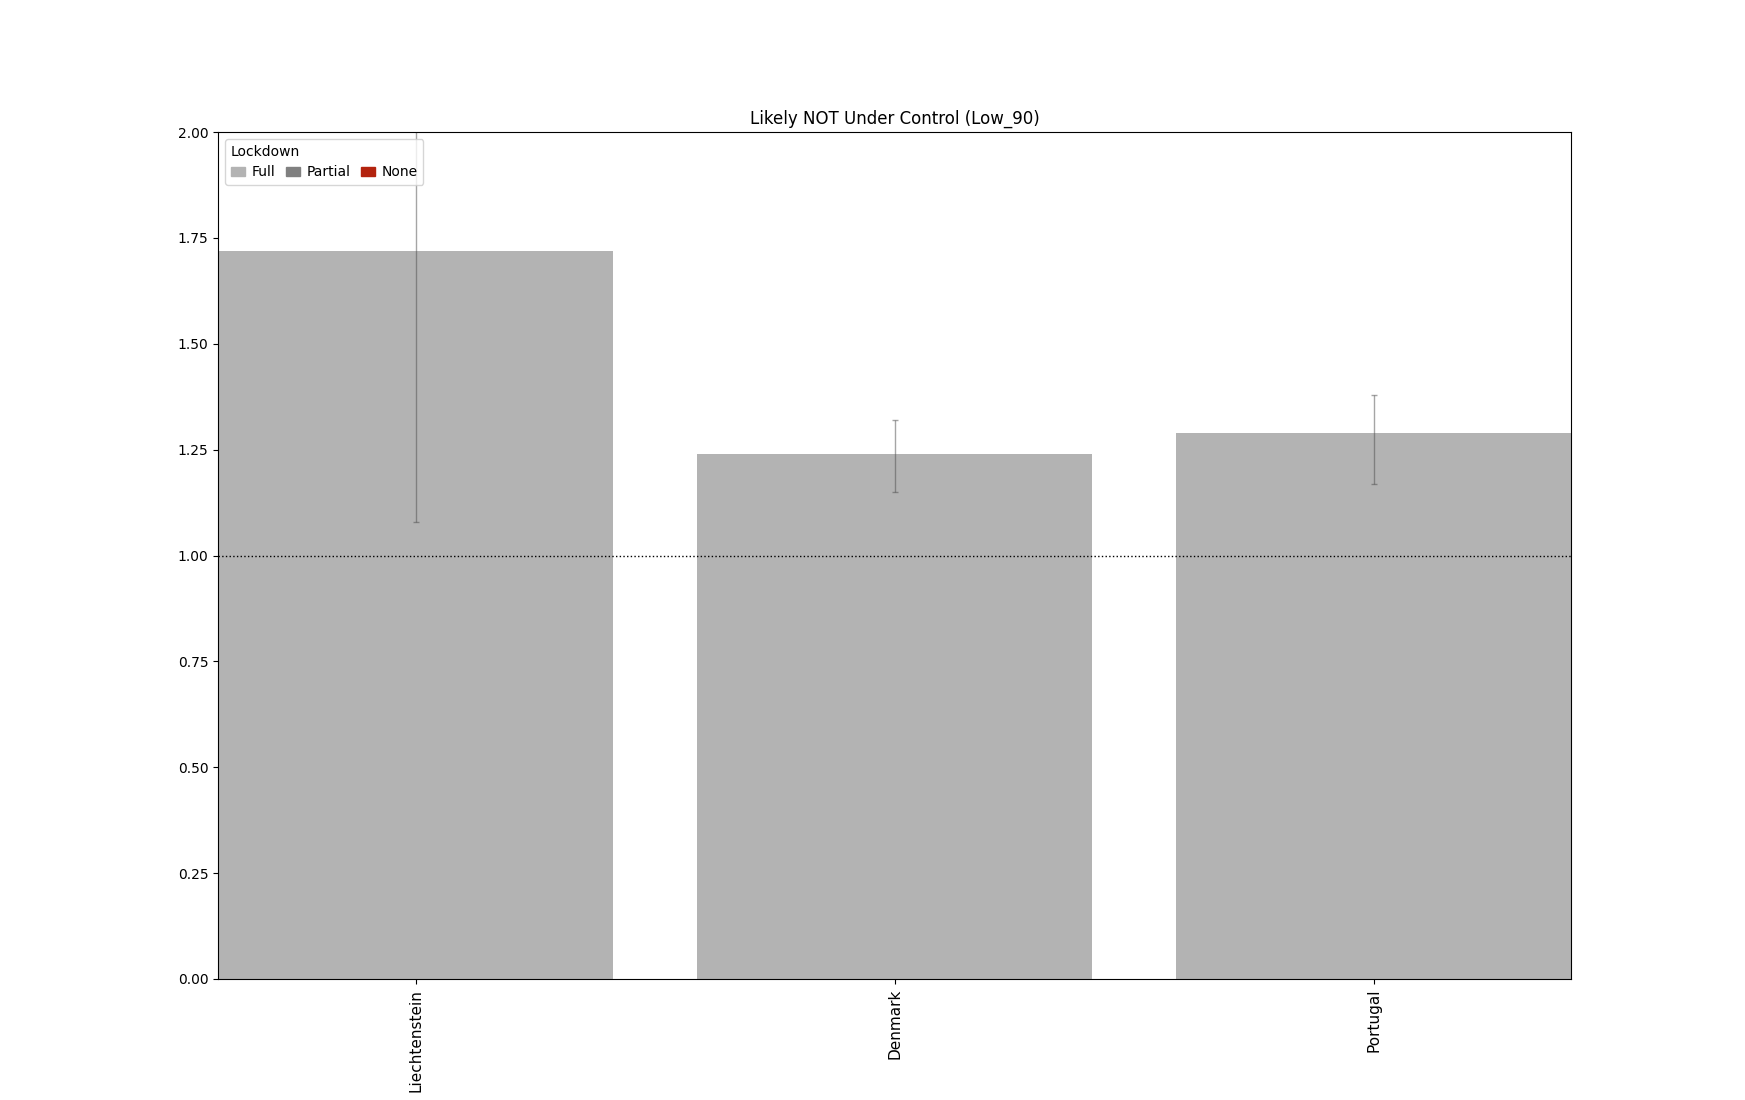 Likely NOT Under Control (Low_90)
Lockdown
Full Partial None
2.00
1.75
1.50
1.25
1.00
0.75
0.50
0.25
0.00
Liechtenstein
Denmark
Portugal